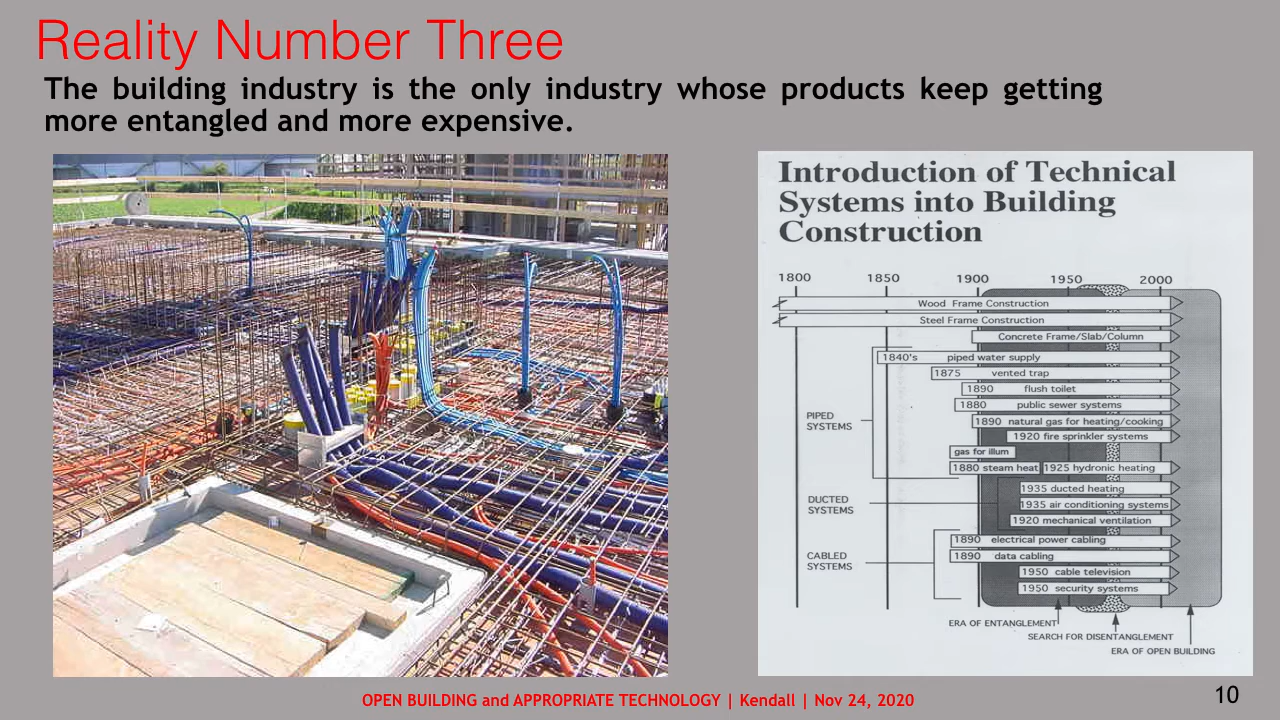 Reality Number Three
The building industry is the only industry whose products keep getting
more entangled and more expensive.
Introduction of Technical
Systems into Building
Construction
1800 1850 1900 1950 2000
Wood Frame Construction
Steel Frame Construction
Concrete Frame/Slab/Column
1840's piped water supply
1875 vented trap
1890 flush toilet
1880 public sewer systems
PIPED
SYSTEMS
1890 natural gas for heating/cooking
1920 fire sprinkler systems
gas for illum
1880 steam heat 1925 hydronic heating
DUCTED
SYSTEMS
1935 ducted heating
1935 air conditioning systems
1920 mechanical ventilation
CABLED
SYSTEMS
1890 electrical power cabling
1890 data cabling
1950 cable television
1950 security systems
ERA OF ENTANGLEMENT
SEARCH FOR DISENTANGLEMENT
ERA OF OPEN BUILDING
OPEN BUILDING and APPROPRIATE TECHNOLOGY | Kendall | Nov 24, 2020
10